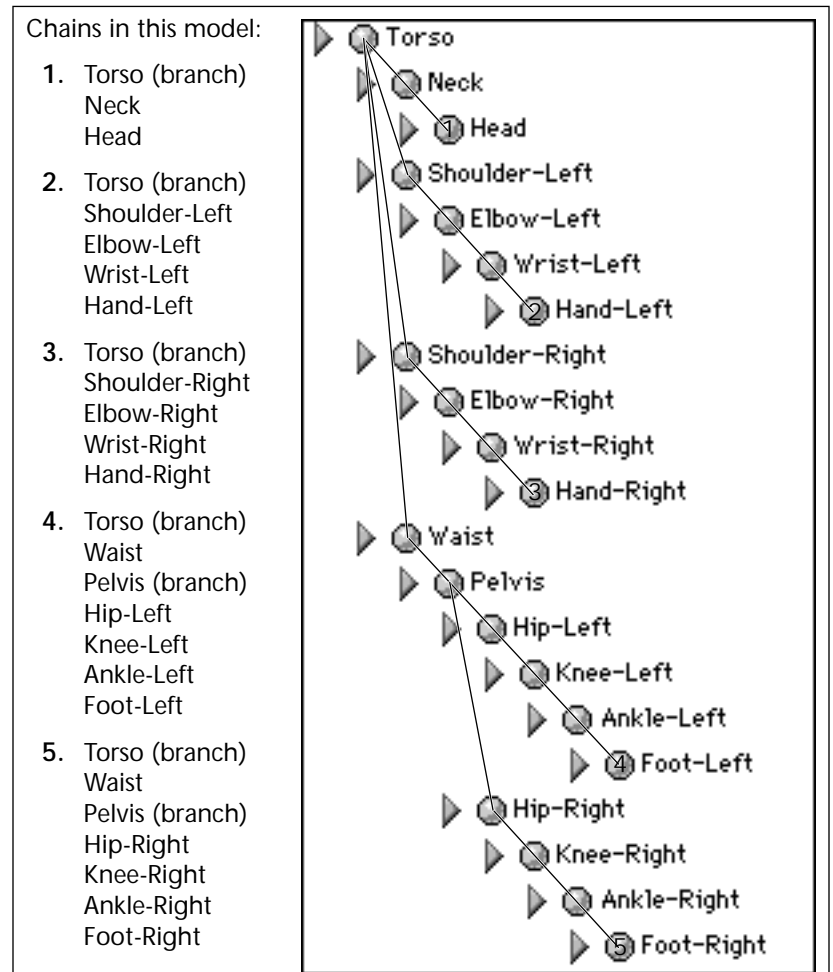 Chains in this model:
1. Torso (branch)
Neck
Head
2. Torso (branch)
Shoulder-Left
Elbow-Left
Wrist-Left
Hand-Left
3. Torso (branch)
Shoulder-Right
Elbow-Right
Wrist-Right
Hand-Right
4. Torso (branch)
Waist
Pelvis (branch)
Hip-Left
Knee-Left
Ankle-Left
Foot-Left
5. Torso (branch)
Waist
Pelvis (branch)
Hip-Right
Knee-Right
Ankle-Right
Foot-Right
Torso
Neck
1 Head
Shoulder-Left
Elbow-Left
Wrist-Left
2 Hand-Left
Shoulder-Right
Elbow-Right
Wrist-Right
3 Hand-Right
Waist
Pelvis
Hip-Left
Knee-Left
Ankle-Left
4 Foot-Left
Hip-Right
Knee-Right
Ankle-Right
5 Foot-Right